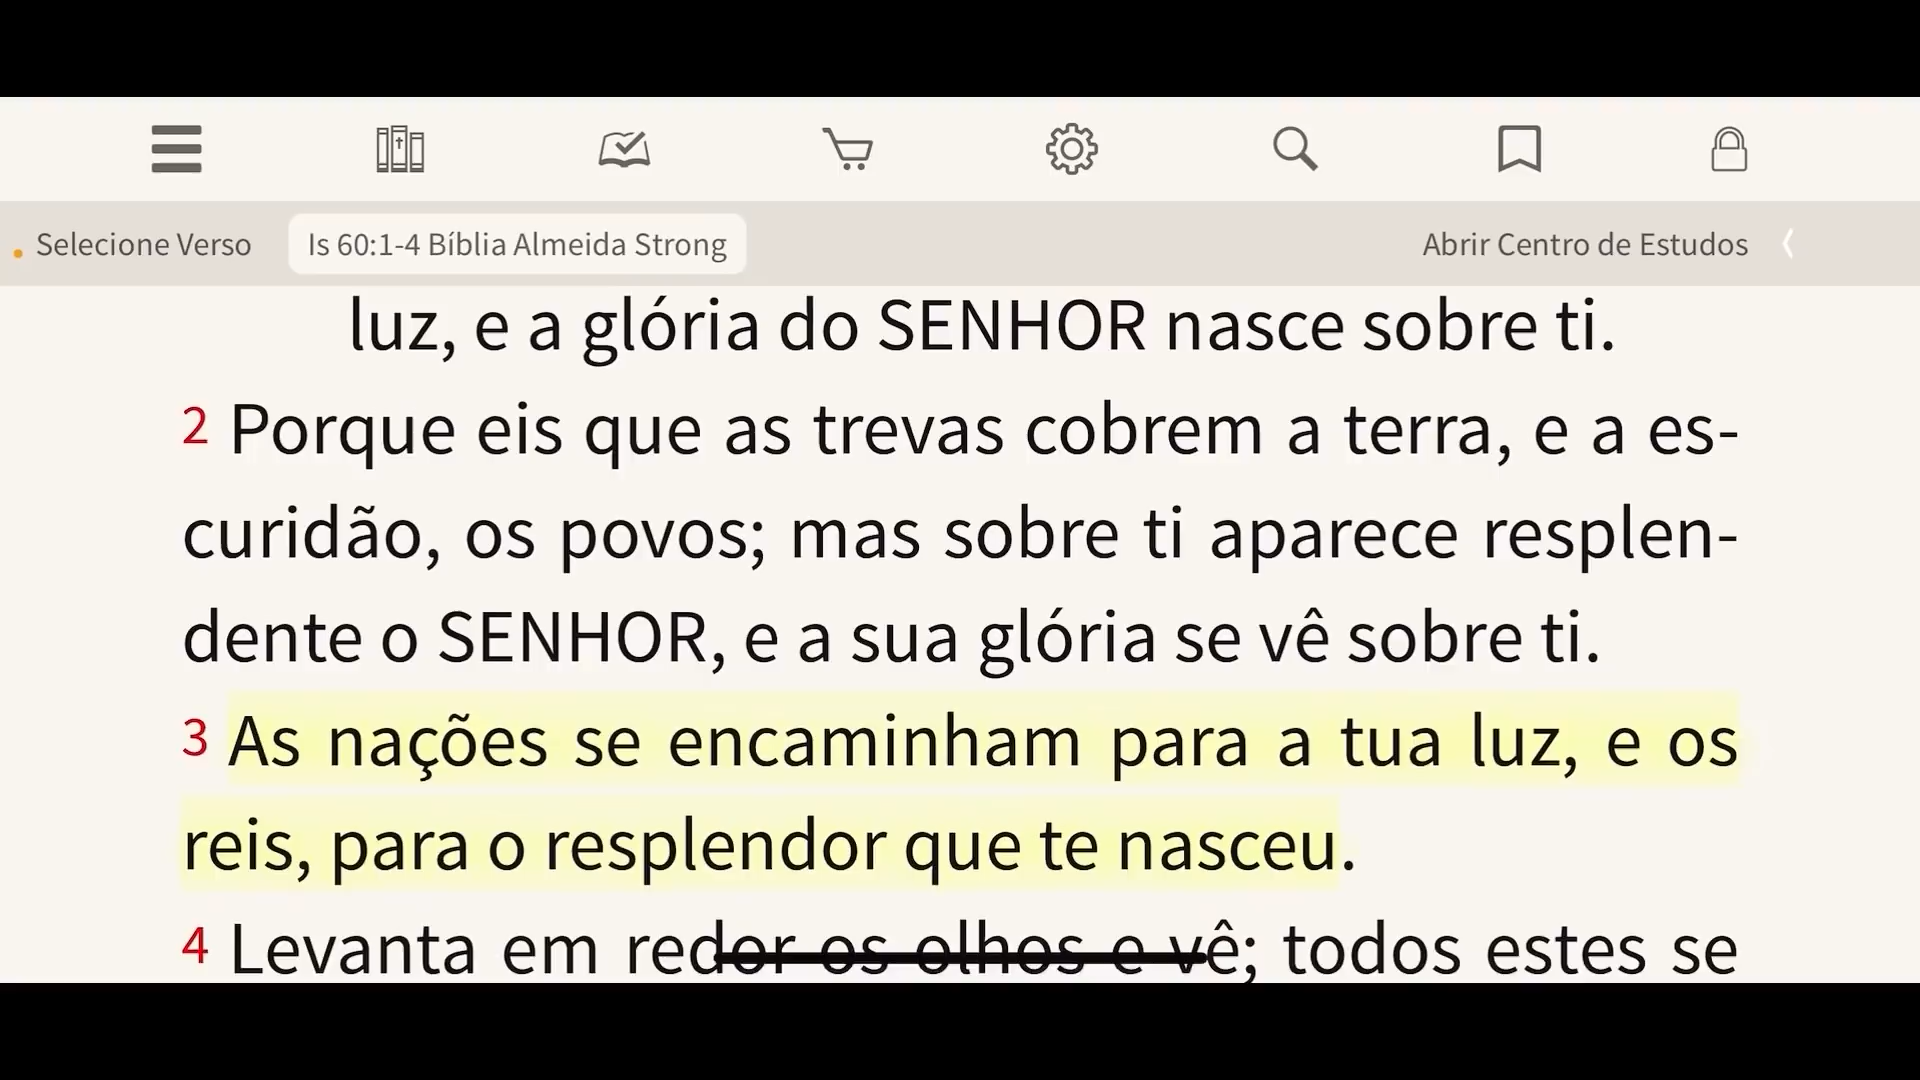 Selecione Verso
Is 60:1-4 Bíblia Almeida Strong
Abrir Centro de Estudos
luz, e a glória do SENHOR nasce sobre ti.
2 Porque eis que as trevas cobrem a terra, e a es-
curidão, os povos; mas sobre ti aparece resplen-
dente o SENHOR, e a sua glória se vê sobre ti.
3 As nações se encaminham para a tua luz, e os
reis, para o resplendor que te nasceu.
4 Levanta em redor os olhos e vê; todos estes se